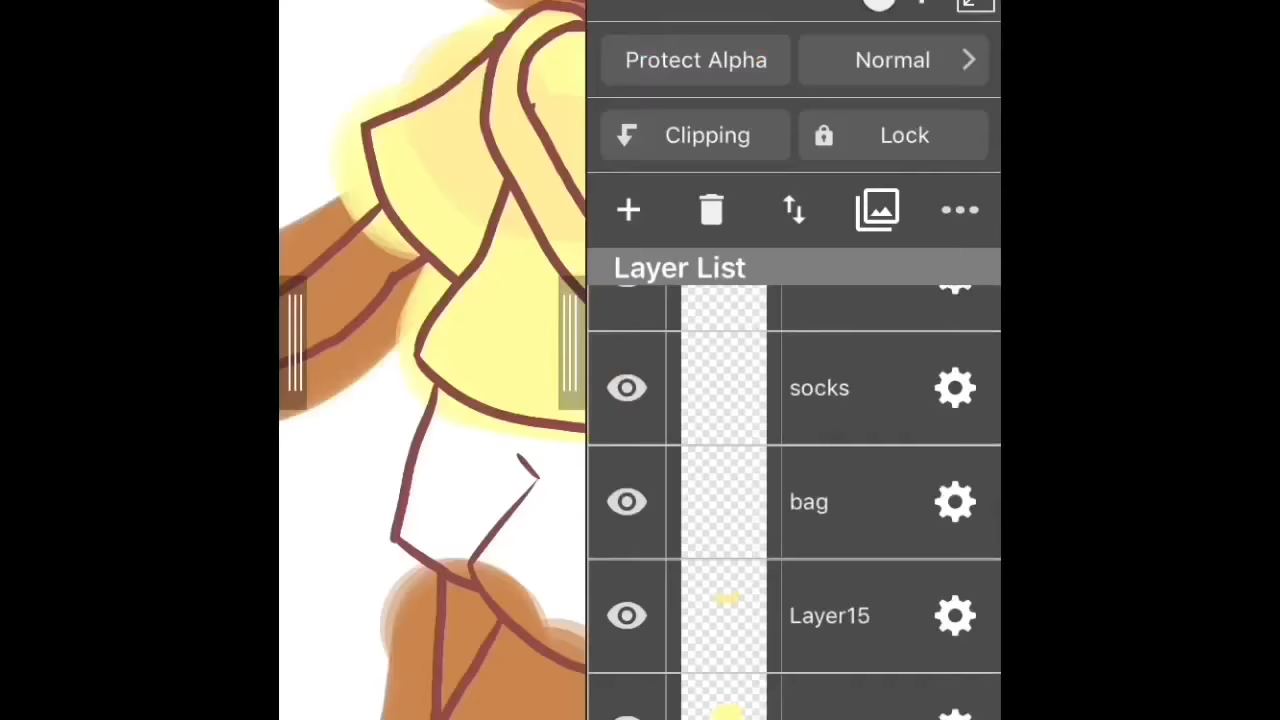 Protect Alpha
Normal
Clipping
Lock
Layer List
socks
bag
Layer15